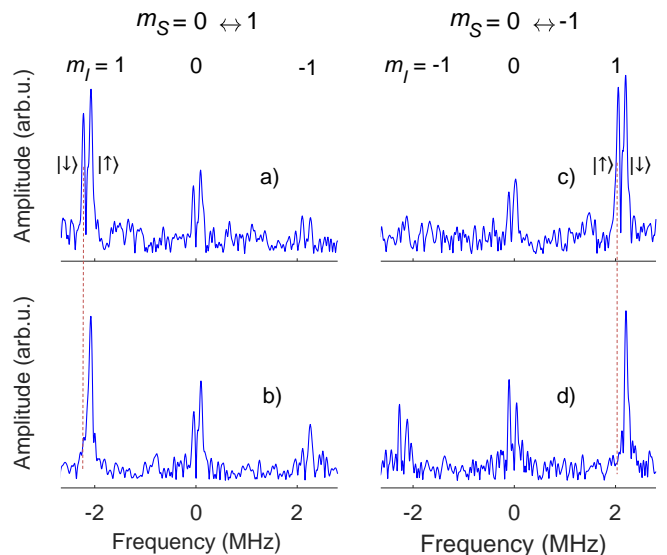 m_S = 0 ↔ 1
m_S = 0 ↔ -1
m_I = 1 0 -1
m_I = -1 0 1
Amplitude (arb.u.)
|↓⟩ |↑⟩
a)
c)
|↑⟩ |↓⟩
Amplitude (arb.u.)
b)
d)
-2 0 2
-2 0 2
Frequency (MHz)
Frequency (MHz)